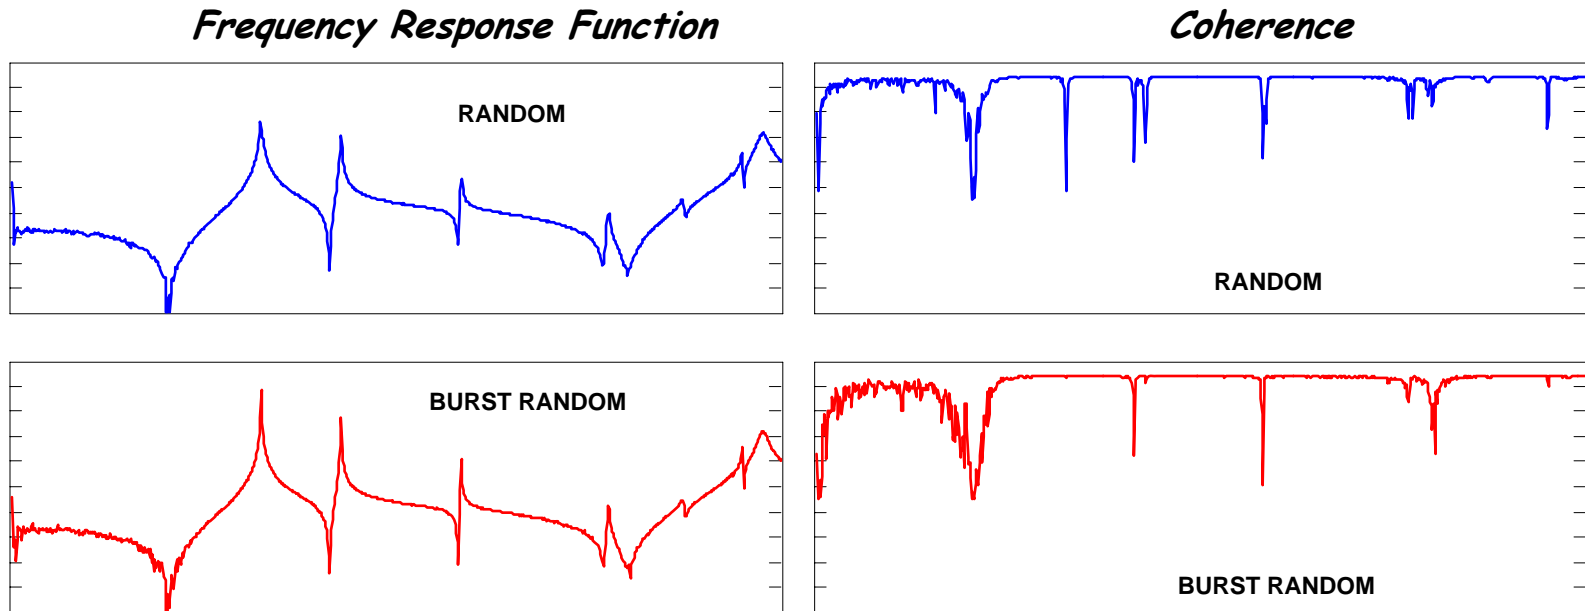 Frequency Response Function
Coherence
RANDOM
RANDOM
BURST RANDOM
BURST RANDOM